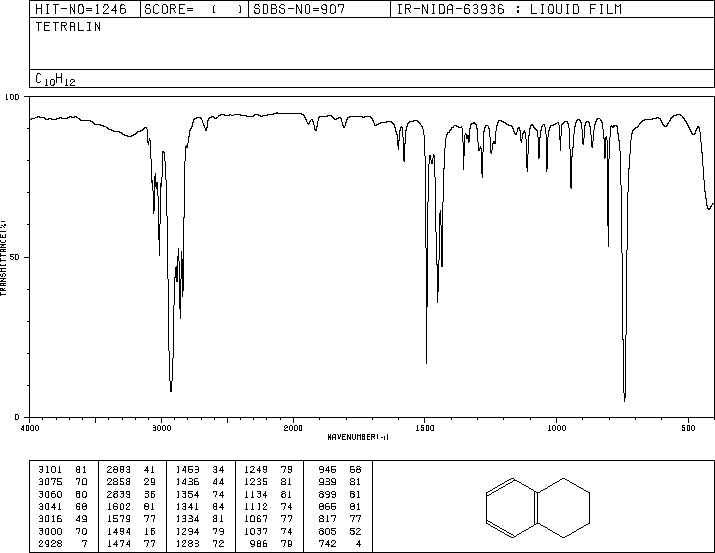 HIT-NO=1246 SCORE= ( ) SDBS-NO=907 IR-NIDA-63936 : LIQUID FILM
TETRALIN
C10H12
100
50
0
TRANSMITTANCE(%)
4000 3000 2000 1500 1000 500
WAVENUMBER(-1)
3101 81 2883 41 1453 34 1249 79 945 68
3075 70 2858 29 1436 44 1235 81 939 81
3060 60 2839 36 1354 74 1134 81 899 81
3041 68 1602 81 1341 84 1112 74 866 81
3016 49 1579 77 1334 81 1067 77 817 77
3000 70 1494 16 1294 79 1037 74 805 52
2928 7 1474 77 1283 72 986 79 742 4